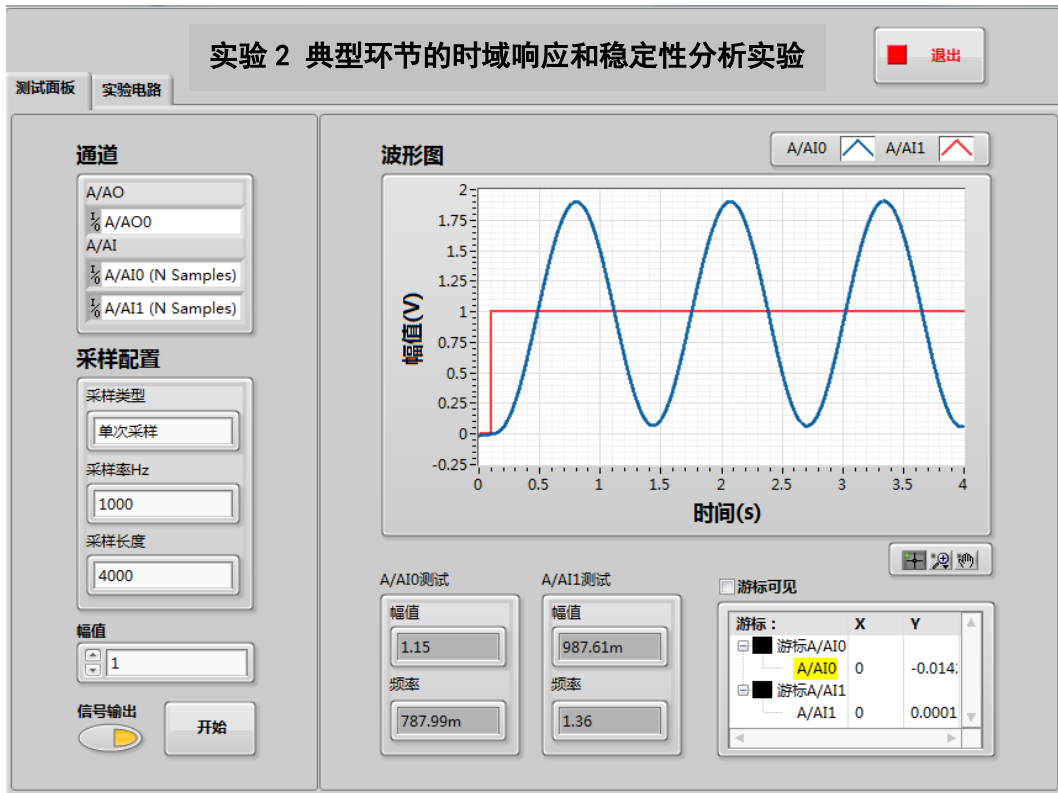 实验 2 典型环节的时域响应和稳定性分析实验
退出
测试面板
实验电路
通道
A/AO
A/AO0
A/AI
A/AI0 (N Samples)
A/AI1 (N Samples)
采样配置
采样类型
单次采样
采样率Hz
1000
采样长度
4000
幅值
1
信号输出
开始
波形图
A/AI0
A/AI1
幅值(V)
2
1.75
1.5
1.25
1
0.75
0.5
0.25
0
-0.25
0 0.5 1 1.5 2 2.5 3 3.5 4
时间(s)
A/AI0测试
幅值
1.15
频率
787.99m
A/AI1测试
幅值
987.61m
频率
1.36
游标可见
游标： X Y
游标A/AI0
A/AI0 0 -0.014
游标A/AI1
A/AI1 0 0.0001